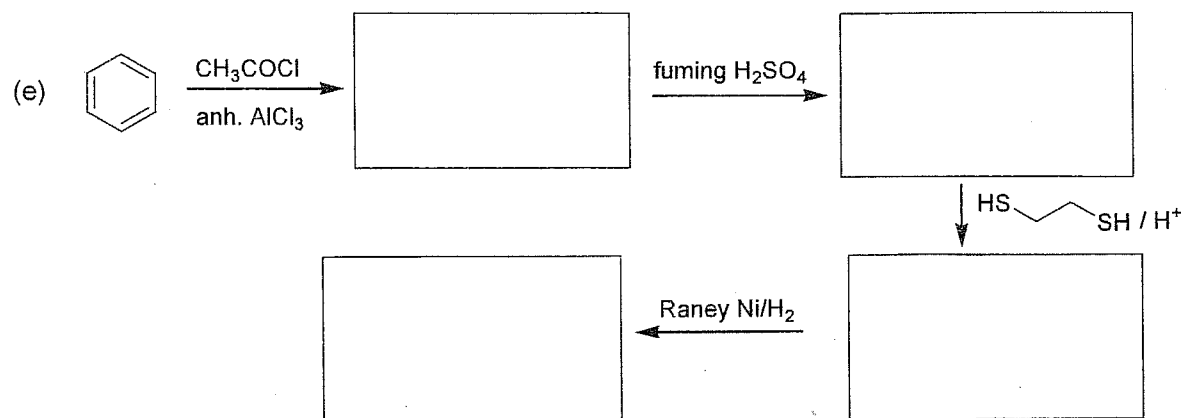 (e)
CH₃COCl
anh. AlCl₃
fuming H₂SO₄
HS
SH / H⁺
Raney Ni/H₂